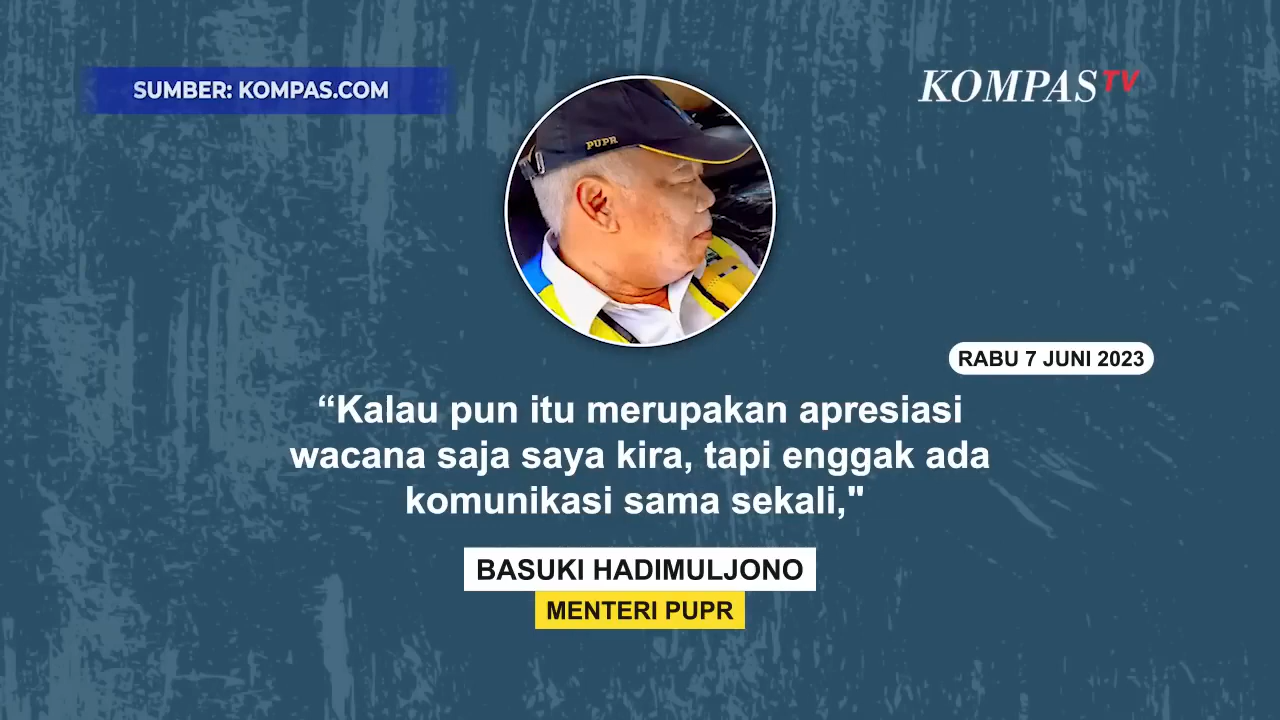 SUMBER: KOMPAS.COM
KOMPASTV
PUPR
RABU 7 JUNI 2023
“Kalau pun itu merupakan apresiasi
wacana saja saya kira, tapi enggak ada
komunikasi sama sekali,"
BASUKI HADIMULJONO
MENTERI PUPR